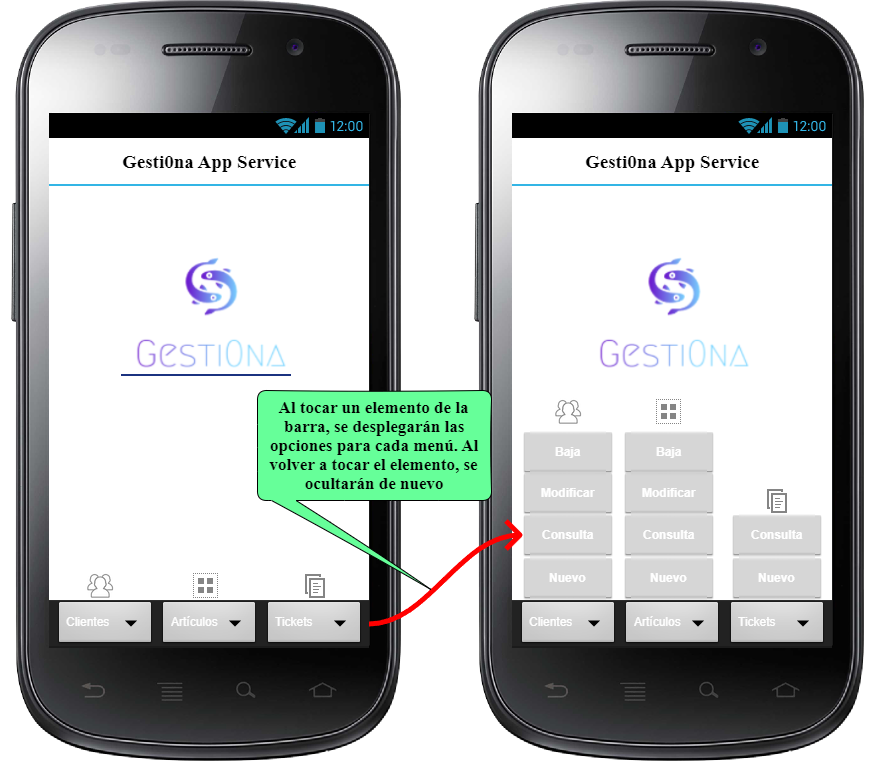 12:00
Gesti0na App Service
Gesti0na
Clientes
Artículos
Tickets
Al tocar un elemento de la
barra, se desplegarán las
opciones para cada menú. Al
volver a tocar el elemento, se
ocultarán de nuevo
12:00
Gesti0na App Service
Gesti0na
Baja
Baja
Modificar
Modificar
Consulta
Consulta
Consulta
Nuevo
Nuevo
Nuevo
Clientes
Artículos
Tickets